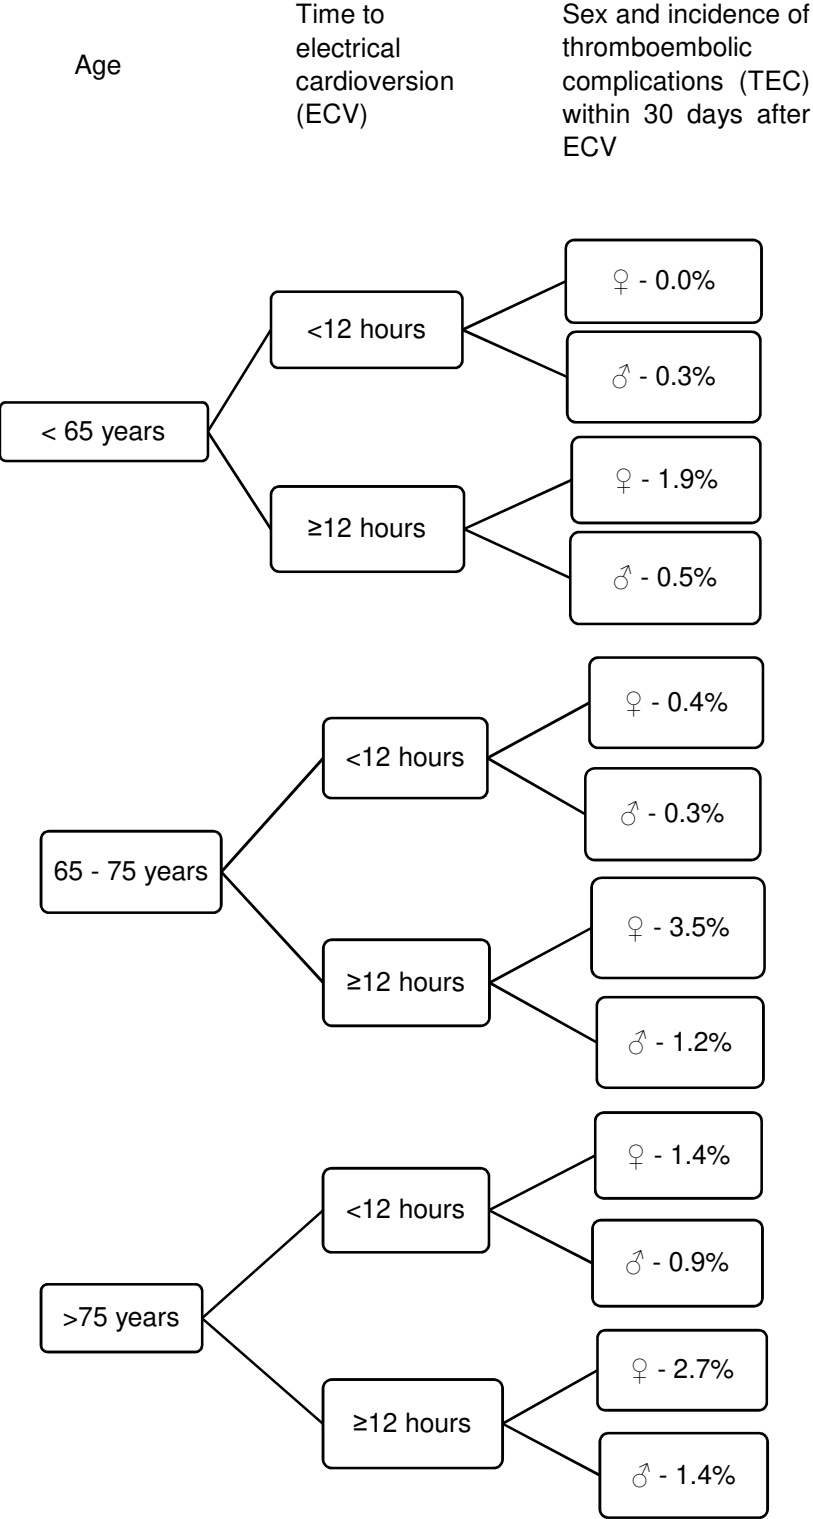 Age
Time to
electrical
cardioversion
(ECV)
Sex and incidence of
thromboembolic
complications (TEC)
within 30 days after
ECV
< 65 years
<12 hours
♀ - 0.0%
♂ - 0.3%
≥12 hours
♀ - 1.9%
♂ - 0.5%
65 - 75 years
<12 hours
♀ - 0.4%
♂ - 0.3%
≥12 hours
♀ - 3.5%
♂ - 1.2%
>75 years
<12 hours
♀ - 1.4%
♂ - 0.9%
≥12 hours
♀ - 2.7%
♂ - 1.4%